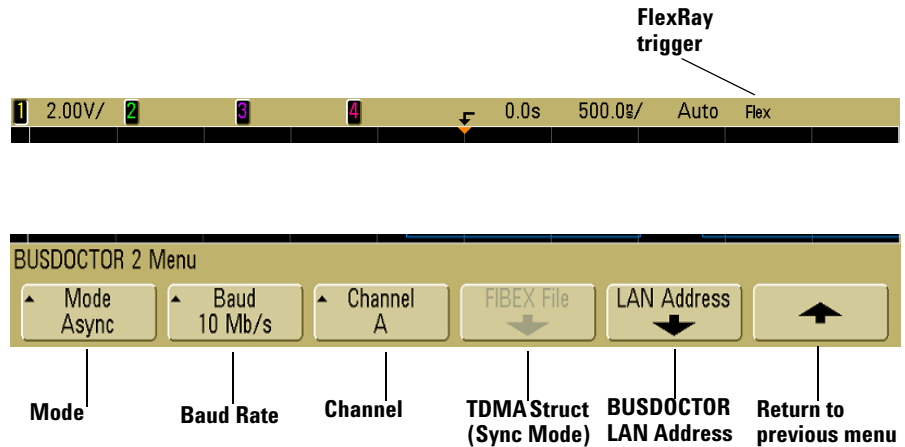 FlexRay
trigger
1 2.00V/ 2 3 4 0.0s 500.0ns/ Auto Flex
BUSDOCTOR 2 Menu
Mode Baud Channel FIBEX File LAN Address
Async 10 Mb/s A
Mode Baud Rate Channel TDMA Struct BUSDOCTOR Return to
(Sync Mode) LAN Address previous menu